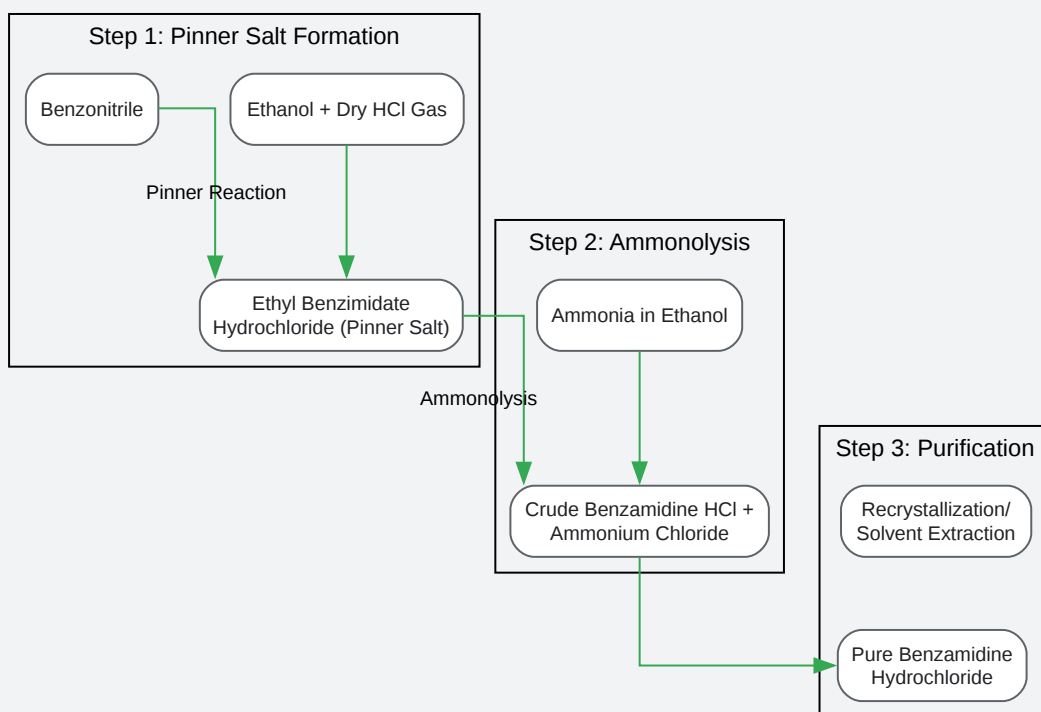 Step 1: Pinner Salt Formation
Benzonitrile
Ethanol + Dry HCl Gas
Pinner Reaction
Ethyl Benzimidate
Hydrochloride (Pinner Salt)
Step 2: Ammonolysis
Ammonia in Ethanol
Ammonolysis
Crude Benzamidine HCl +
Ammonium Chloride
Step 3: Purification
Recrystallization/
Solvent Extraction
Pure Benzamidine
Hydrochloride